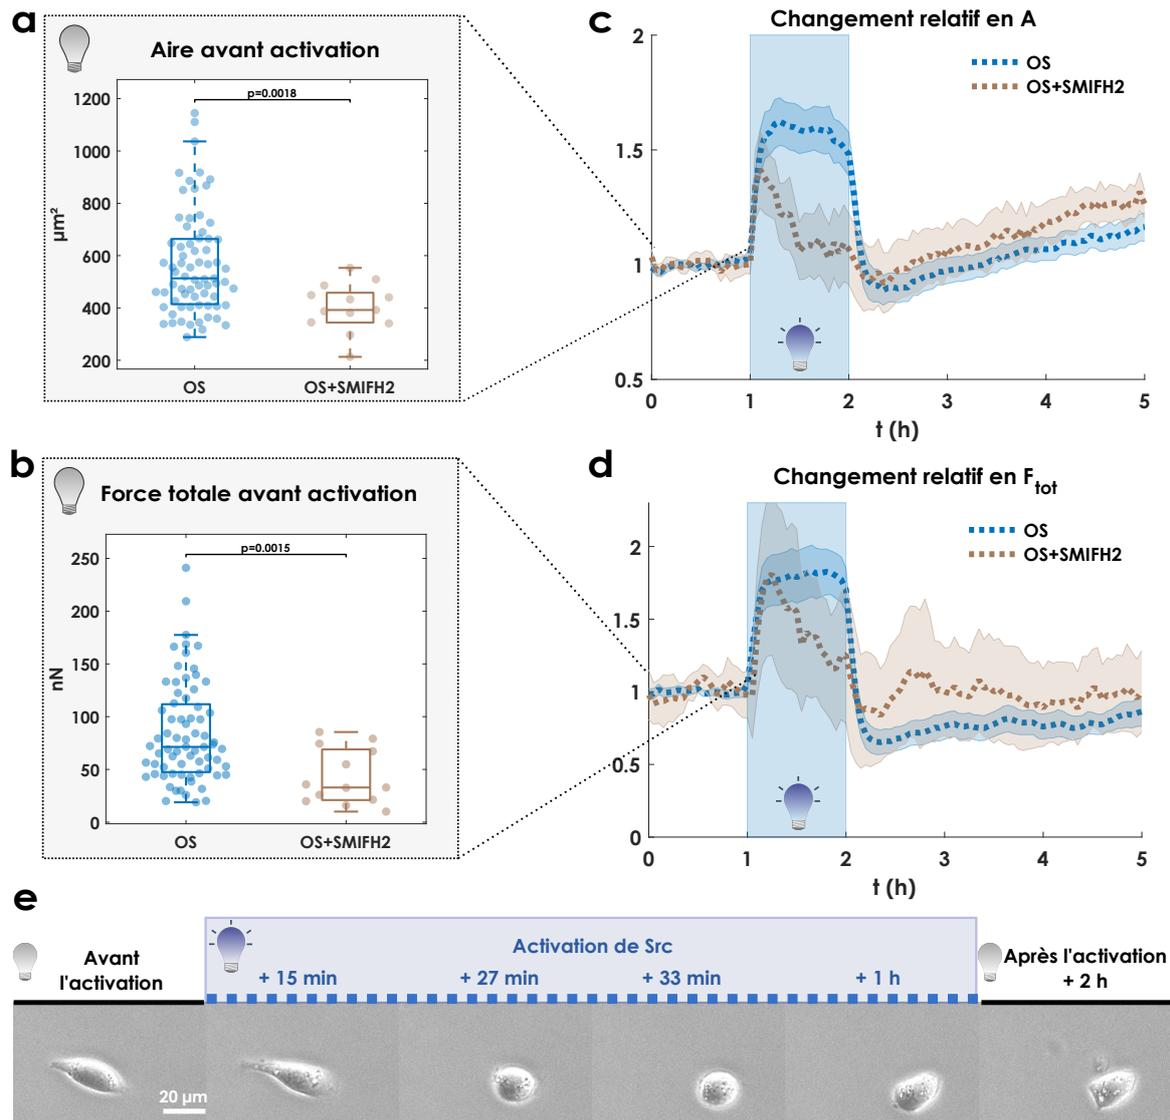 a
Aire avant activation
p=0.0018
1200
1000
800
600
400
200
µm²
OS
OS+SMIFH2
c
Changement relatif en A
OS
OS+SMIFH2
2
1.5
1
0.5
0 1 2 3 4 5
t (h)
b
Force totale avant activation
p=0.0015
250
200
150
100
50
0
nN
OS
OS+SMIFH2
d
Changement relatif en Ftot
OS
OS+SMIFH2
2
1.5
1
0.5
0
0 1 2 3 4 5
t (h)
e
Avant
l'activation
Activation de Src
+ 15 min + 27 min + 33 min + 1 h
Après l'activation
+ 2 h
20 µm